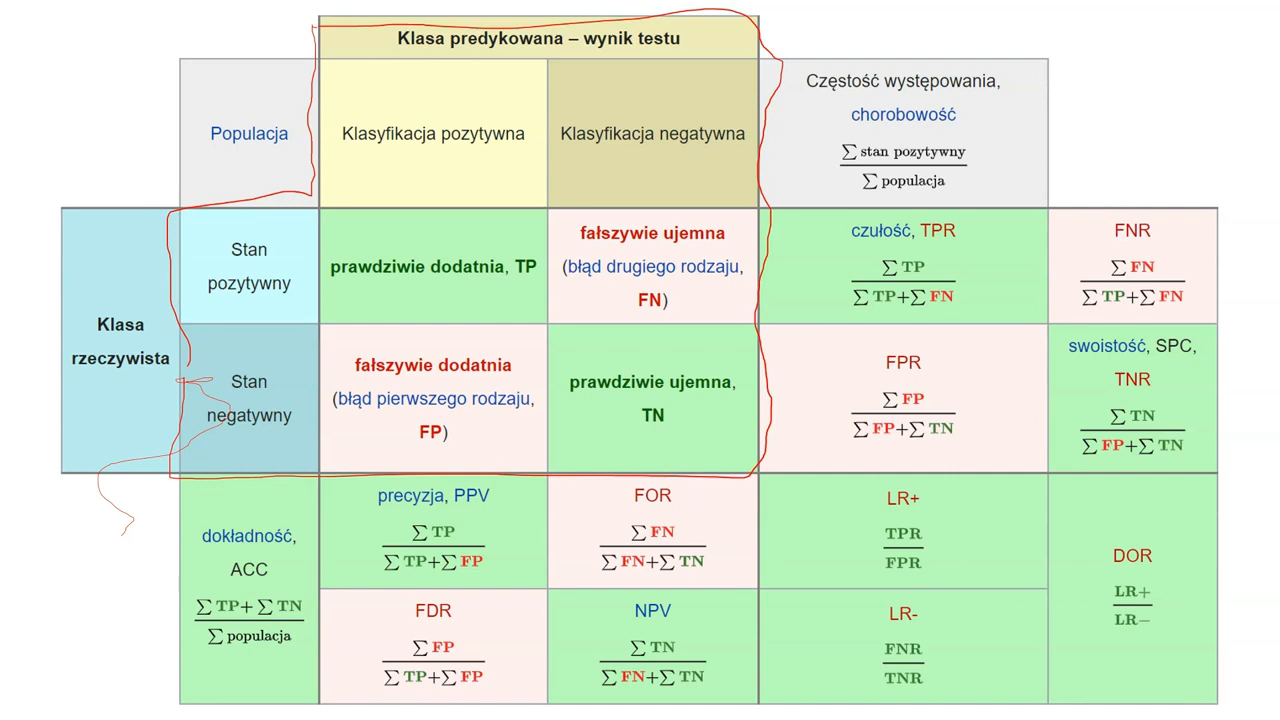 Klasa predykowana – wynik testu
Populacja
Klasyfikacja pozytywna
Klasyfikacja negatywna
Częstość występowania,
chorobowość
∑ stan pozytywny
∑ populacja
Klasa
rzeczywista
Stan
pozytywny
prawdziwie dodatnia, TP
fałszywie ujemna
(błąd drugiego rodzaju,
FN)
czułość, TPR
∑ TP
∑ TP+∑ FN
FNR
∑ FN
∑ TP+∑ FN
Stan
negatywny
fałszywie dodatnia
(błąd pierwszego rodzaju,
FP)
prawdziwie ujemna,
TN
FPR
∑ FP
∑ FP+∑ TN
swoistość, SPC,
TNR
∑ TN
∑ FP+∑ TN
dokładność,
ACC
∑ TP+ ∑ TN
∑ populacja
precyzja, PPV
∑ TP
∑ TP+∑ FP
FOR
∑ FN
∑ FN+∑ TN
LR+
TPR
FPR
DOR
LR+
LR−
FDR
∑ FP
∑ TP+∑ FP
NPV
∑ TN
∑ FN+∑ TN
LR-
FNR
TNR